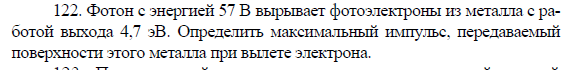 122. Фотон с энергией 57 В вырывает фотоэлектроны из металла с ра-
ботой выхода 4,7 эВ. Определить максимальный импульс, передаваемый
поверхности этого металла при вылете электрона.